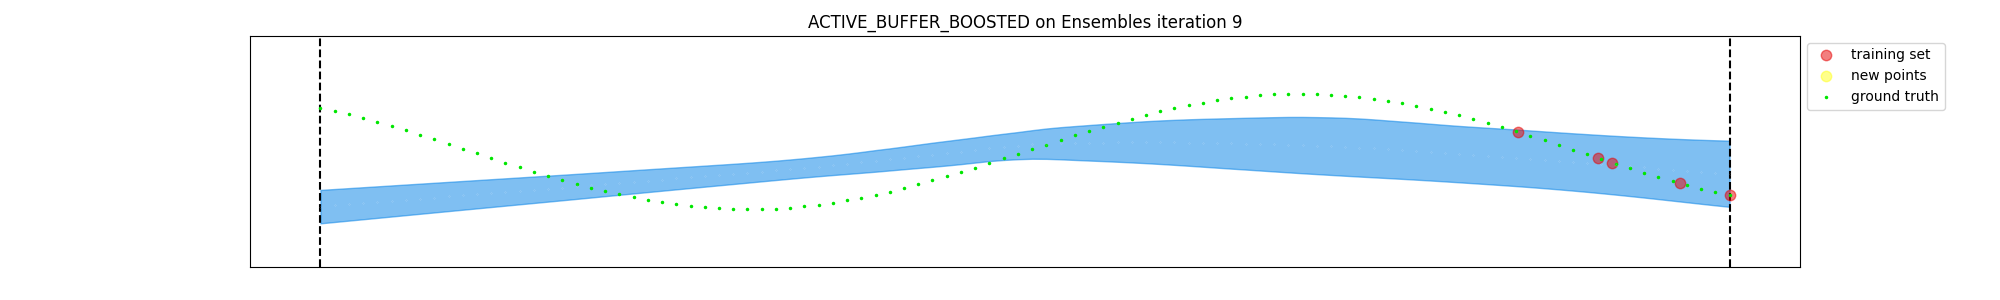 ACTIVE_BUFFER_BOOSTED on Ensembles iteration 9
training set
new points
ground truth